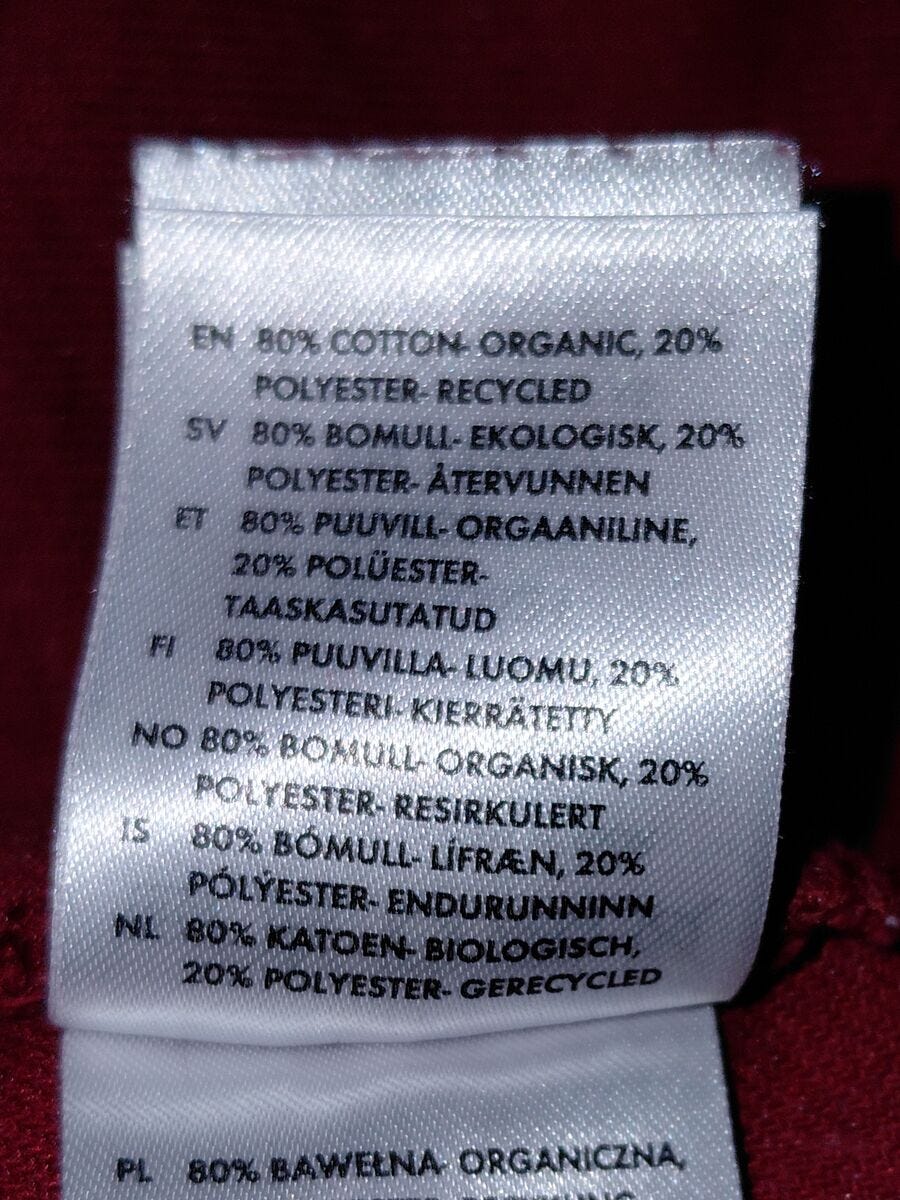 EN 80% COTTON- ORGANIC, 20%
POLYESTER- RECYCLED
SV 80% BOMULL- EKOLOGISK, 20%
POLYESTER- ÅTERVUNNEN
ET 80% PUUVILL- ORGAANILINE,
20% POLÜESTER-
TAASKASUTATUD
FI 80% PUUVILLA- LUOMU, 20%
POLYESTERI- KIERRÄTETTY
NO 80% BOMULL- ORGANISK, 20%
POLYESTER- RESIRKULERT
IS 80% BÓMULL- LÍFRÆN, 20%
PÓLÝESTER- ENDURUNNINN
NL 80% KATOEN- BIOLOGISCH,
20% POLYESTER- GERECYCLED
PL 80% BAWEŁNA- ORGANICZNA,